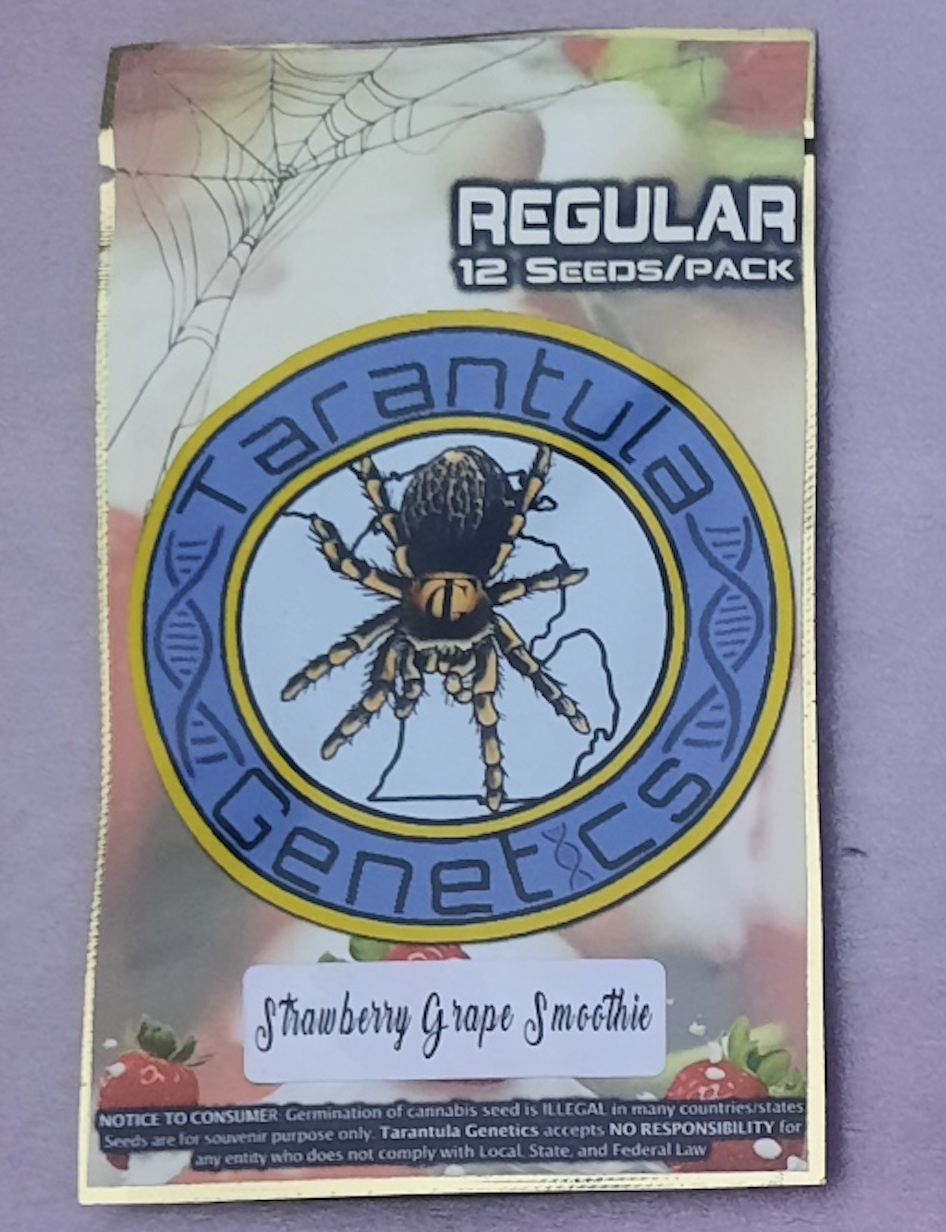 REGULAR
12 SEEDS/PACK
Tarantula
Genetics
Strawberry Grape Smoothie
NOTICE TO CONSUMER Germination of cannabis seed is ILLEGAL in many countries/states
Seeds are for souvenir purpose only. Tarantula Genetics accepts NO RESPONSIBILITY for
any entity who does not comply with Local, State, and Federal Law